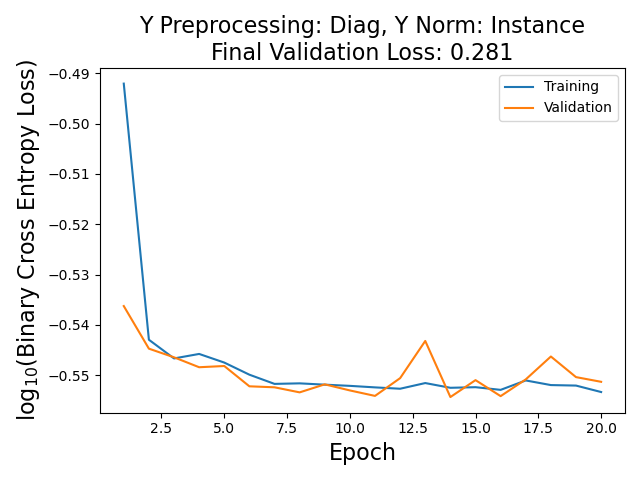 Y Preprocessing: Diag, Y Norm: Instance
Final Validation Loss: 0.281
log₁₀(Binary Cross Entropy Loss)
−0.49
−0.50
−0.51
−0.52
−0.53
−0.54
−0.55
Training
Validation
2.5 5.0 7.5 10.0 12.5 15.0 17.5 20.0
Epoch